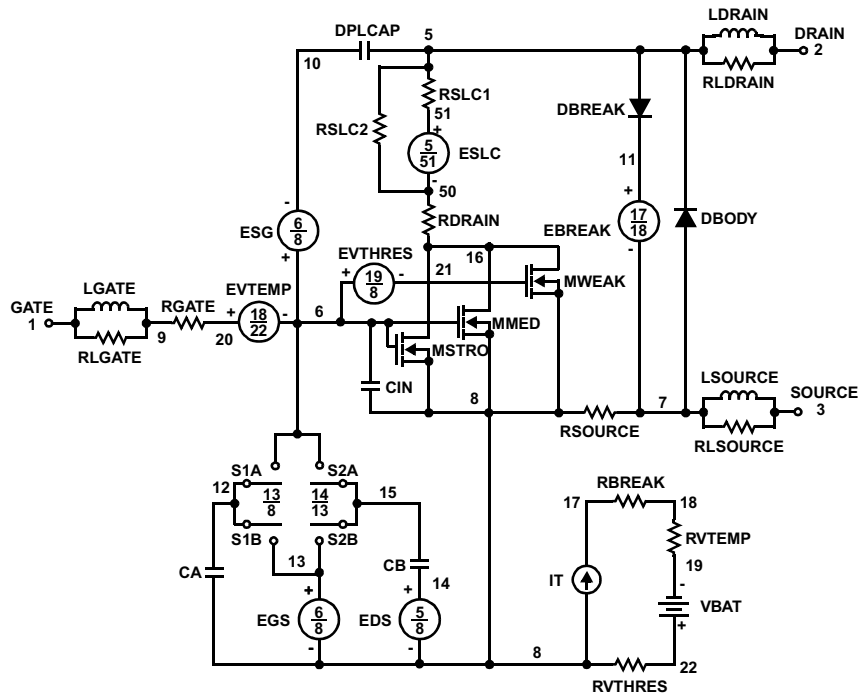 LDRAIN
DPLCAP
5
DRAIN
2
10
RLDRAIN
RSLC1
51
DBREAK
RSLC2
+
5
51
ESLC
-
50
11
-
+
17
18
EBREAK
-
DBODY
6
8
ESG
+
RDRAIN
EVTHRES
+
19
8
-
21
16
MWEAK
LGATE
GATE
1
RLGATE
9
RGATE
20
EVTEMP
+
18
22
-
6
MMED
MSTRO
CIN
8
RSOURCE
7
LSOURCE
SOURCE
3
RLSOURCE
S1A
S2A
12
13
8
14
13
15
S1B
S2B
13
CA
CB
14
+
EGS
6
8
-
+
EDS
5
8
-
8
RBREAK
17
18
RVTEMP
19
IT
-
VBAT
+
22
RVTHRES